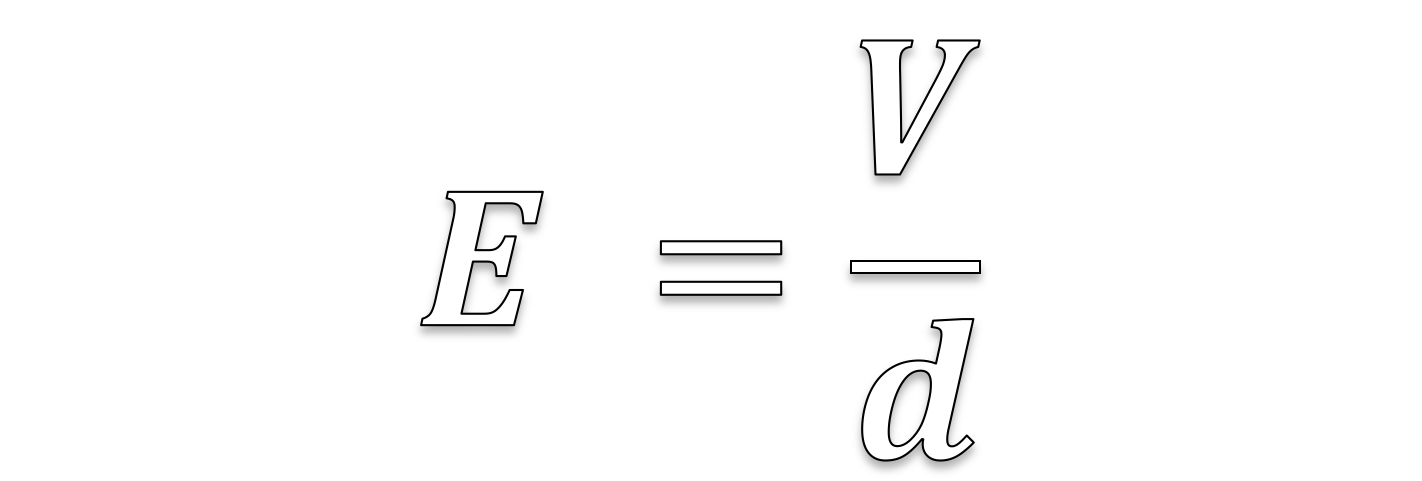 E = V/d